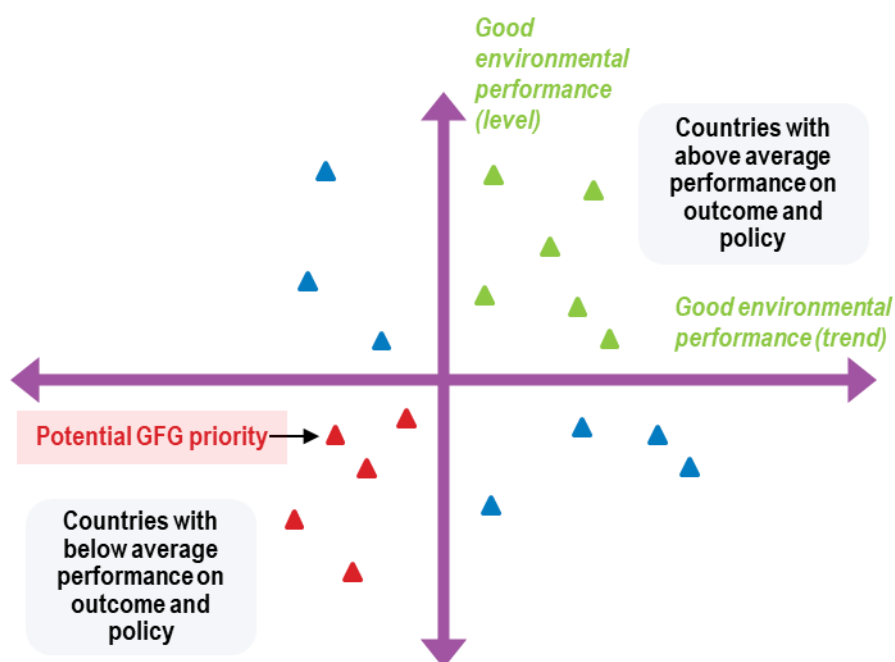 Good
environmental
performance
(level)
Countries with
above average
performance on
outcome and
policy
Good environmental
performance (trend)
Potential GFG priority
Countries with
below average
performance on
outcome and
policy